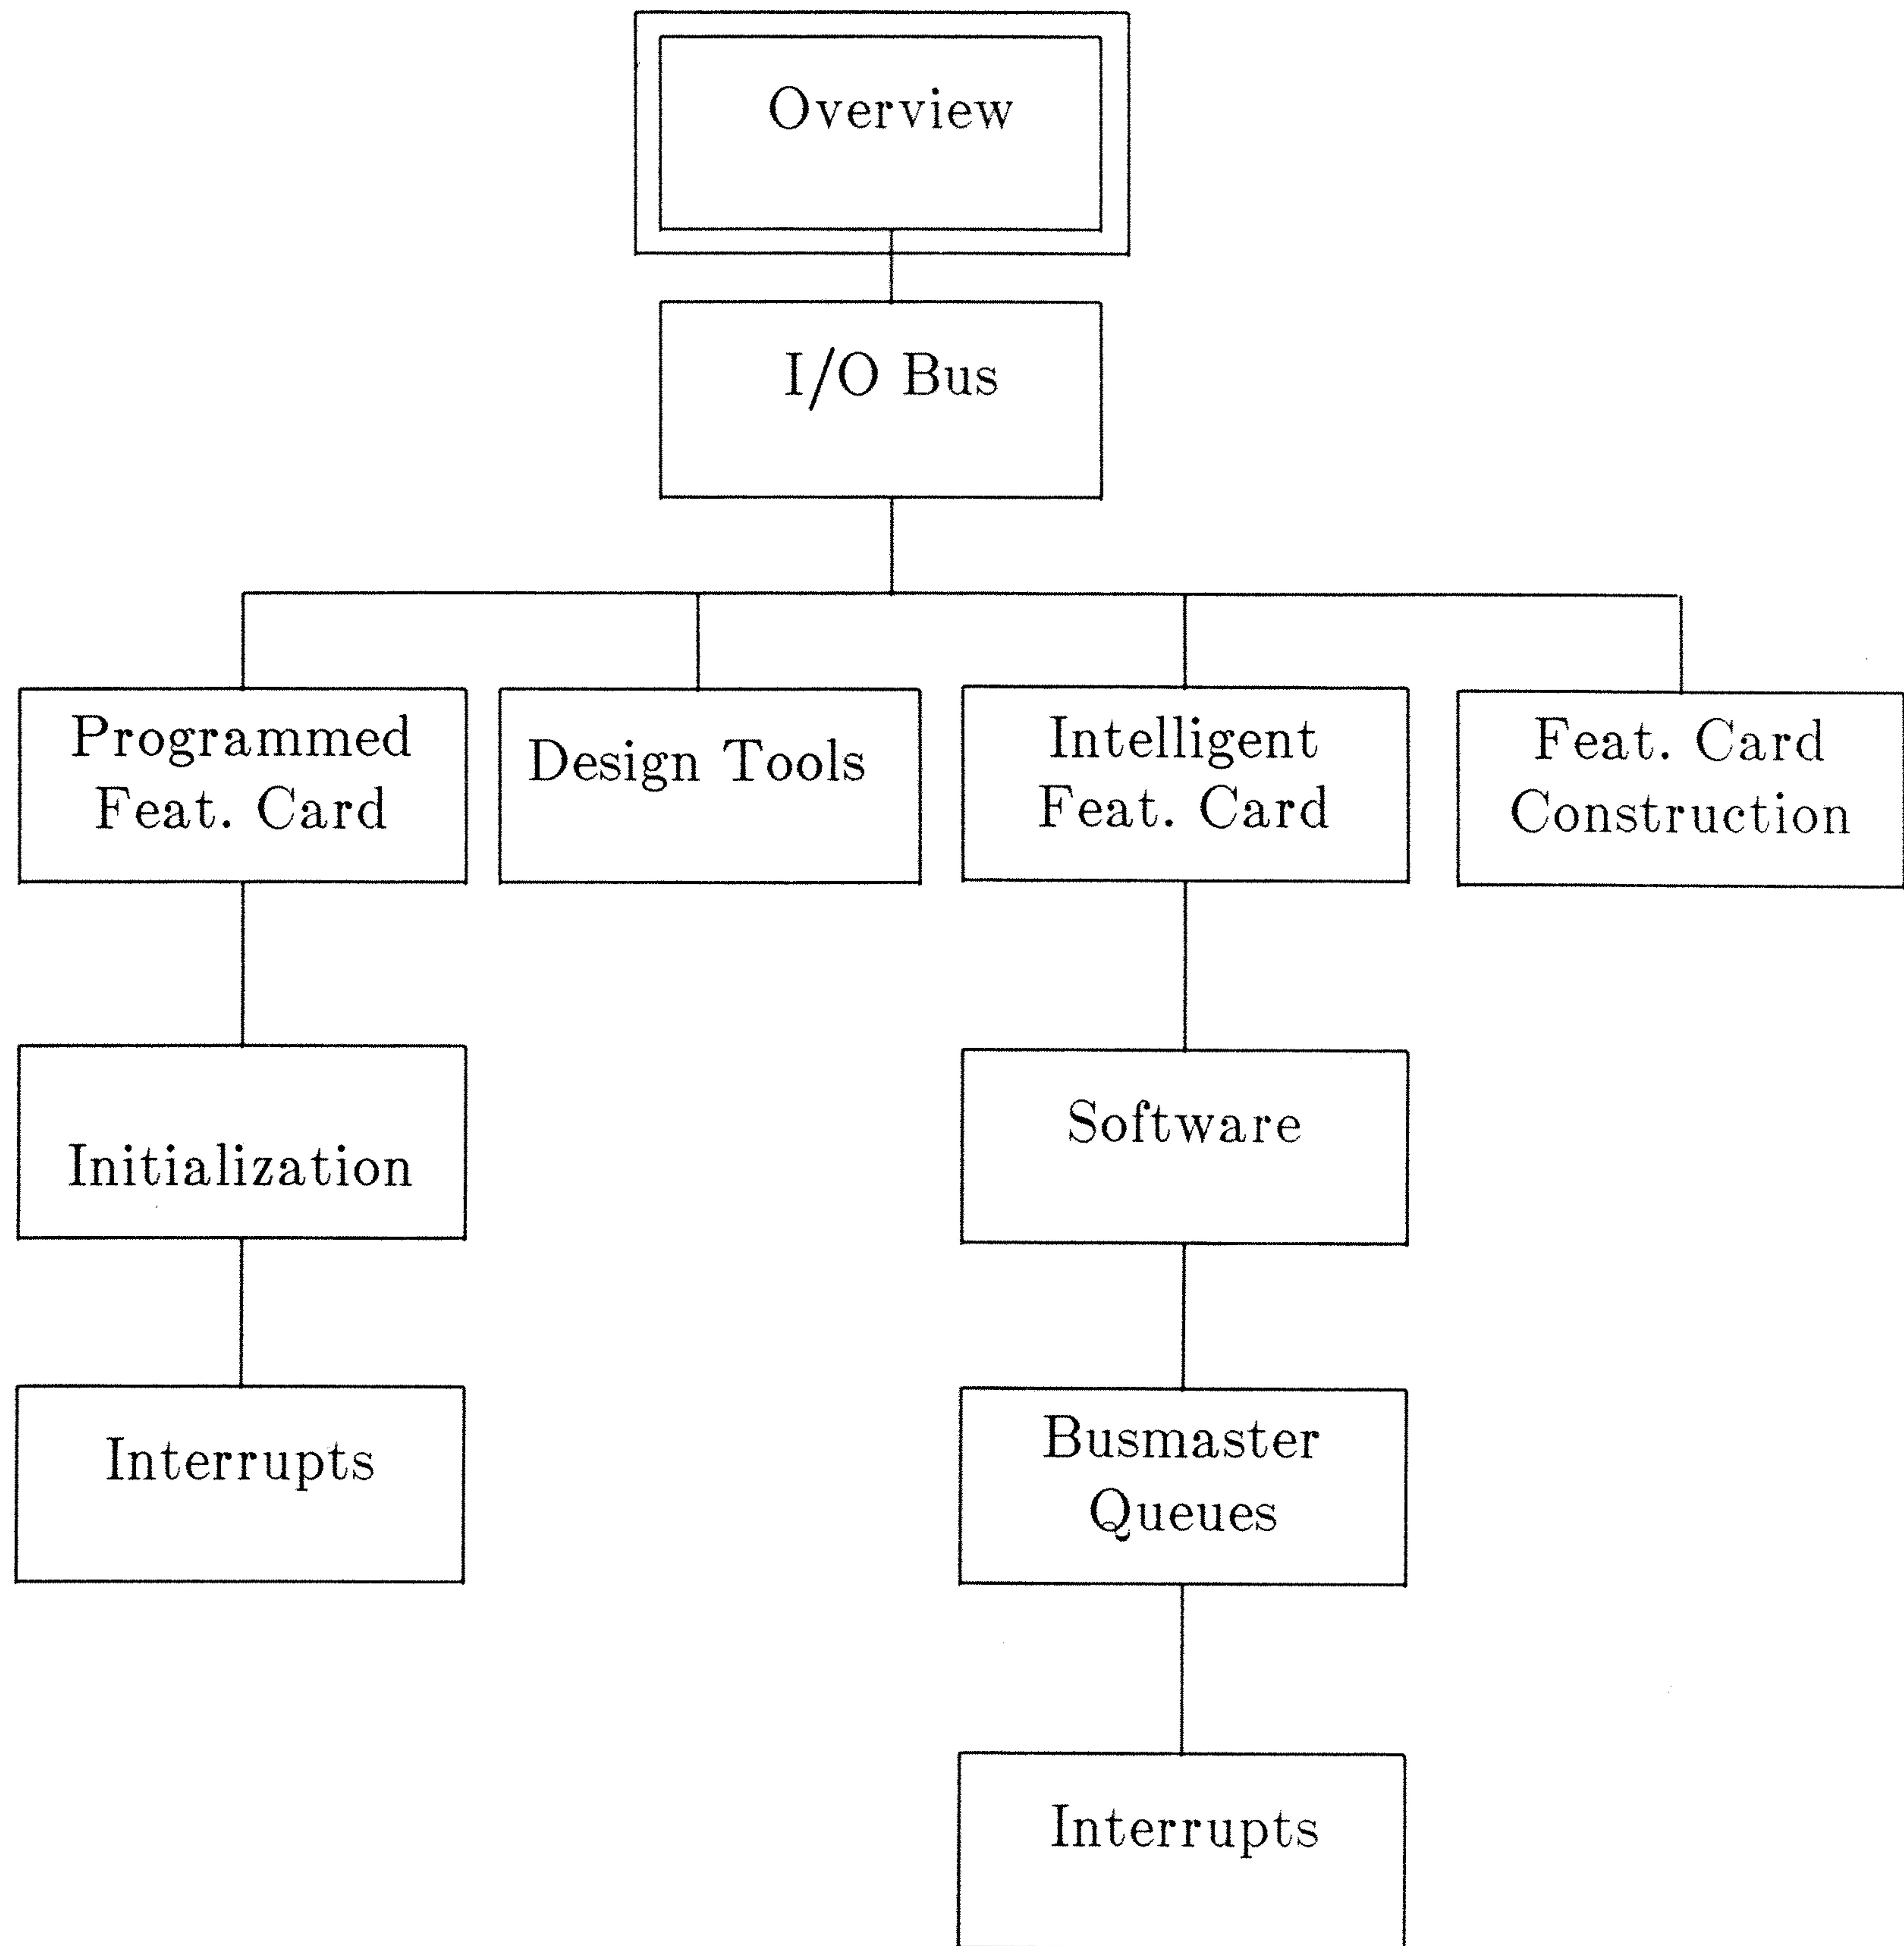 Overview
I/O Bus
Programmed
Feat. Card
Design Tools
Intelligent
Feat. Card
Feat. Card
Construction
Initialization
Software
Interrupts
Busmaster
Queues
Interrupts